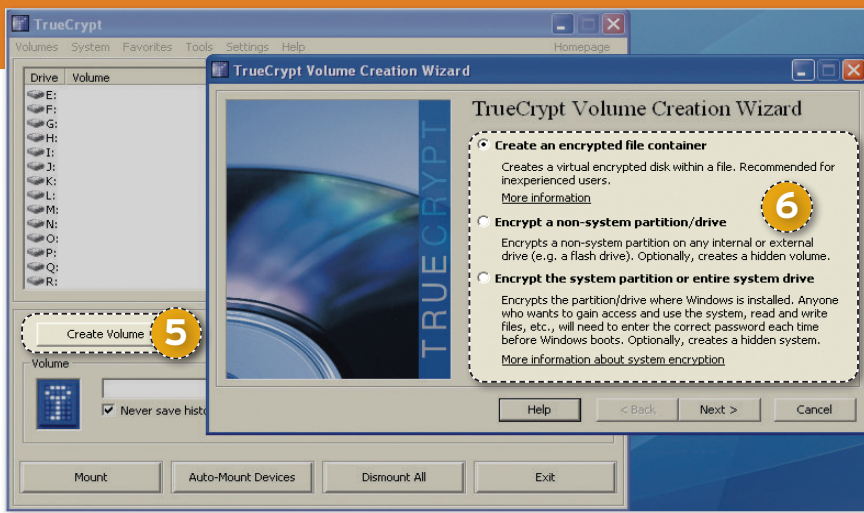 TrueCrypt
Volumes System Favorites Tools Settings Help Homepage
Drive Volume
E:
F:
G:
H:
I:
J:
K:
L:
M:
N:
O:
P:
Q:
R:
Create Volume
5
Volume
Never save histo
Mount
Auto-Mount Devices
Dismount All
Exit
TrueCrypt Volume Creation Wizard
TRUECRYPT
TrueCrypt Volume Creation Wizard
Create an encrypted file container
Creates a virtual encrypted disk within a file. Recommended for
inexperienced users.
More information
6
Encrypt a non-system partition/drive
Encrypts a non-system partition on any internal or external
drive (e.g. a flash drive). Optionally, creates a hidden volume.
Encrypt the system partition or entire system drive
Encrypts the partition/drive where Windows is installed. Anyone
who wants to gain access and use the system, read and write
files, etc., will need to enter the correct password each time
before Windows boots. Optionally, creates a hidden system.
More information about system encryption
Help
< Back
Next >
Cancel